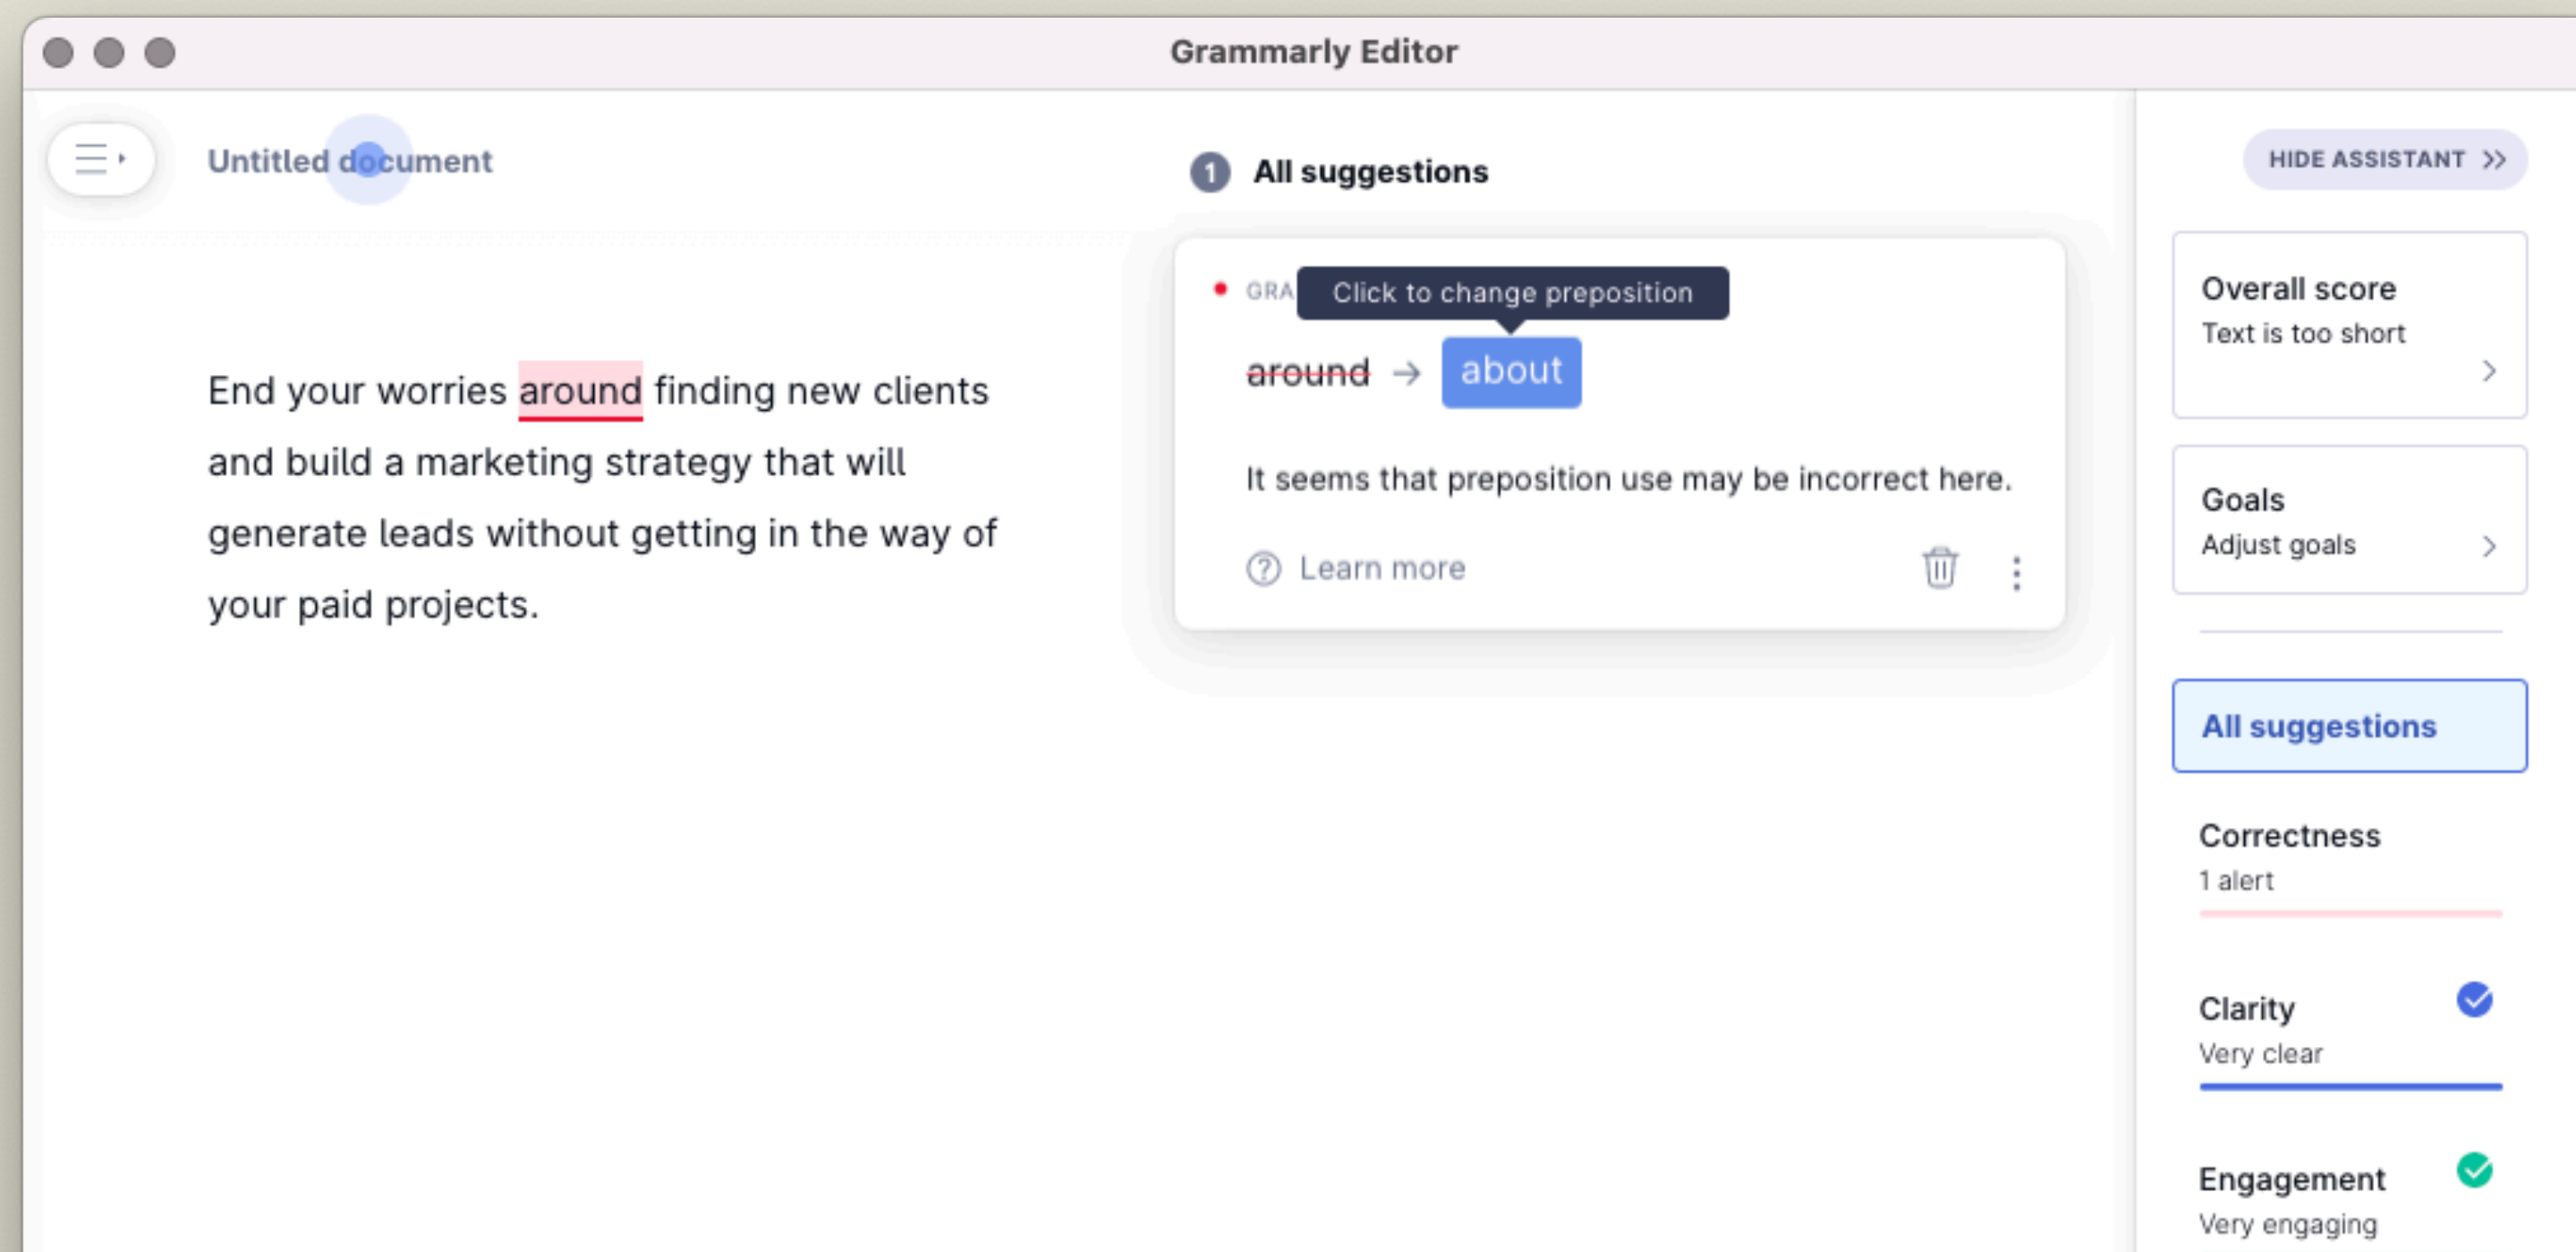 Grammarly Editor
Untitled document
End your worries around finding new clients
and build a marketing strategy that will
generate leads without getting in the way of
your paid projects.
1 All suggestions
GRA
Click to change preposition
around → about
It seems that preposition use may be incorrect here.
? Learn more
HIDE ASSISTANT
Overall score
Text is too short
Goals
Adjust goals
All suggestions
Correctness
1 alert
Clarity
Very clear
Engagement
Very engaging